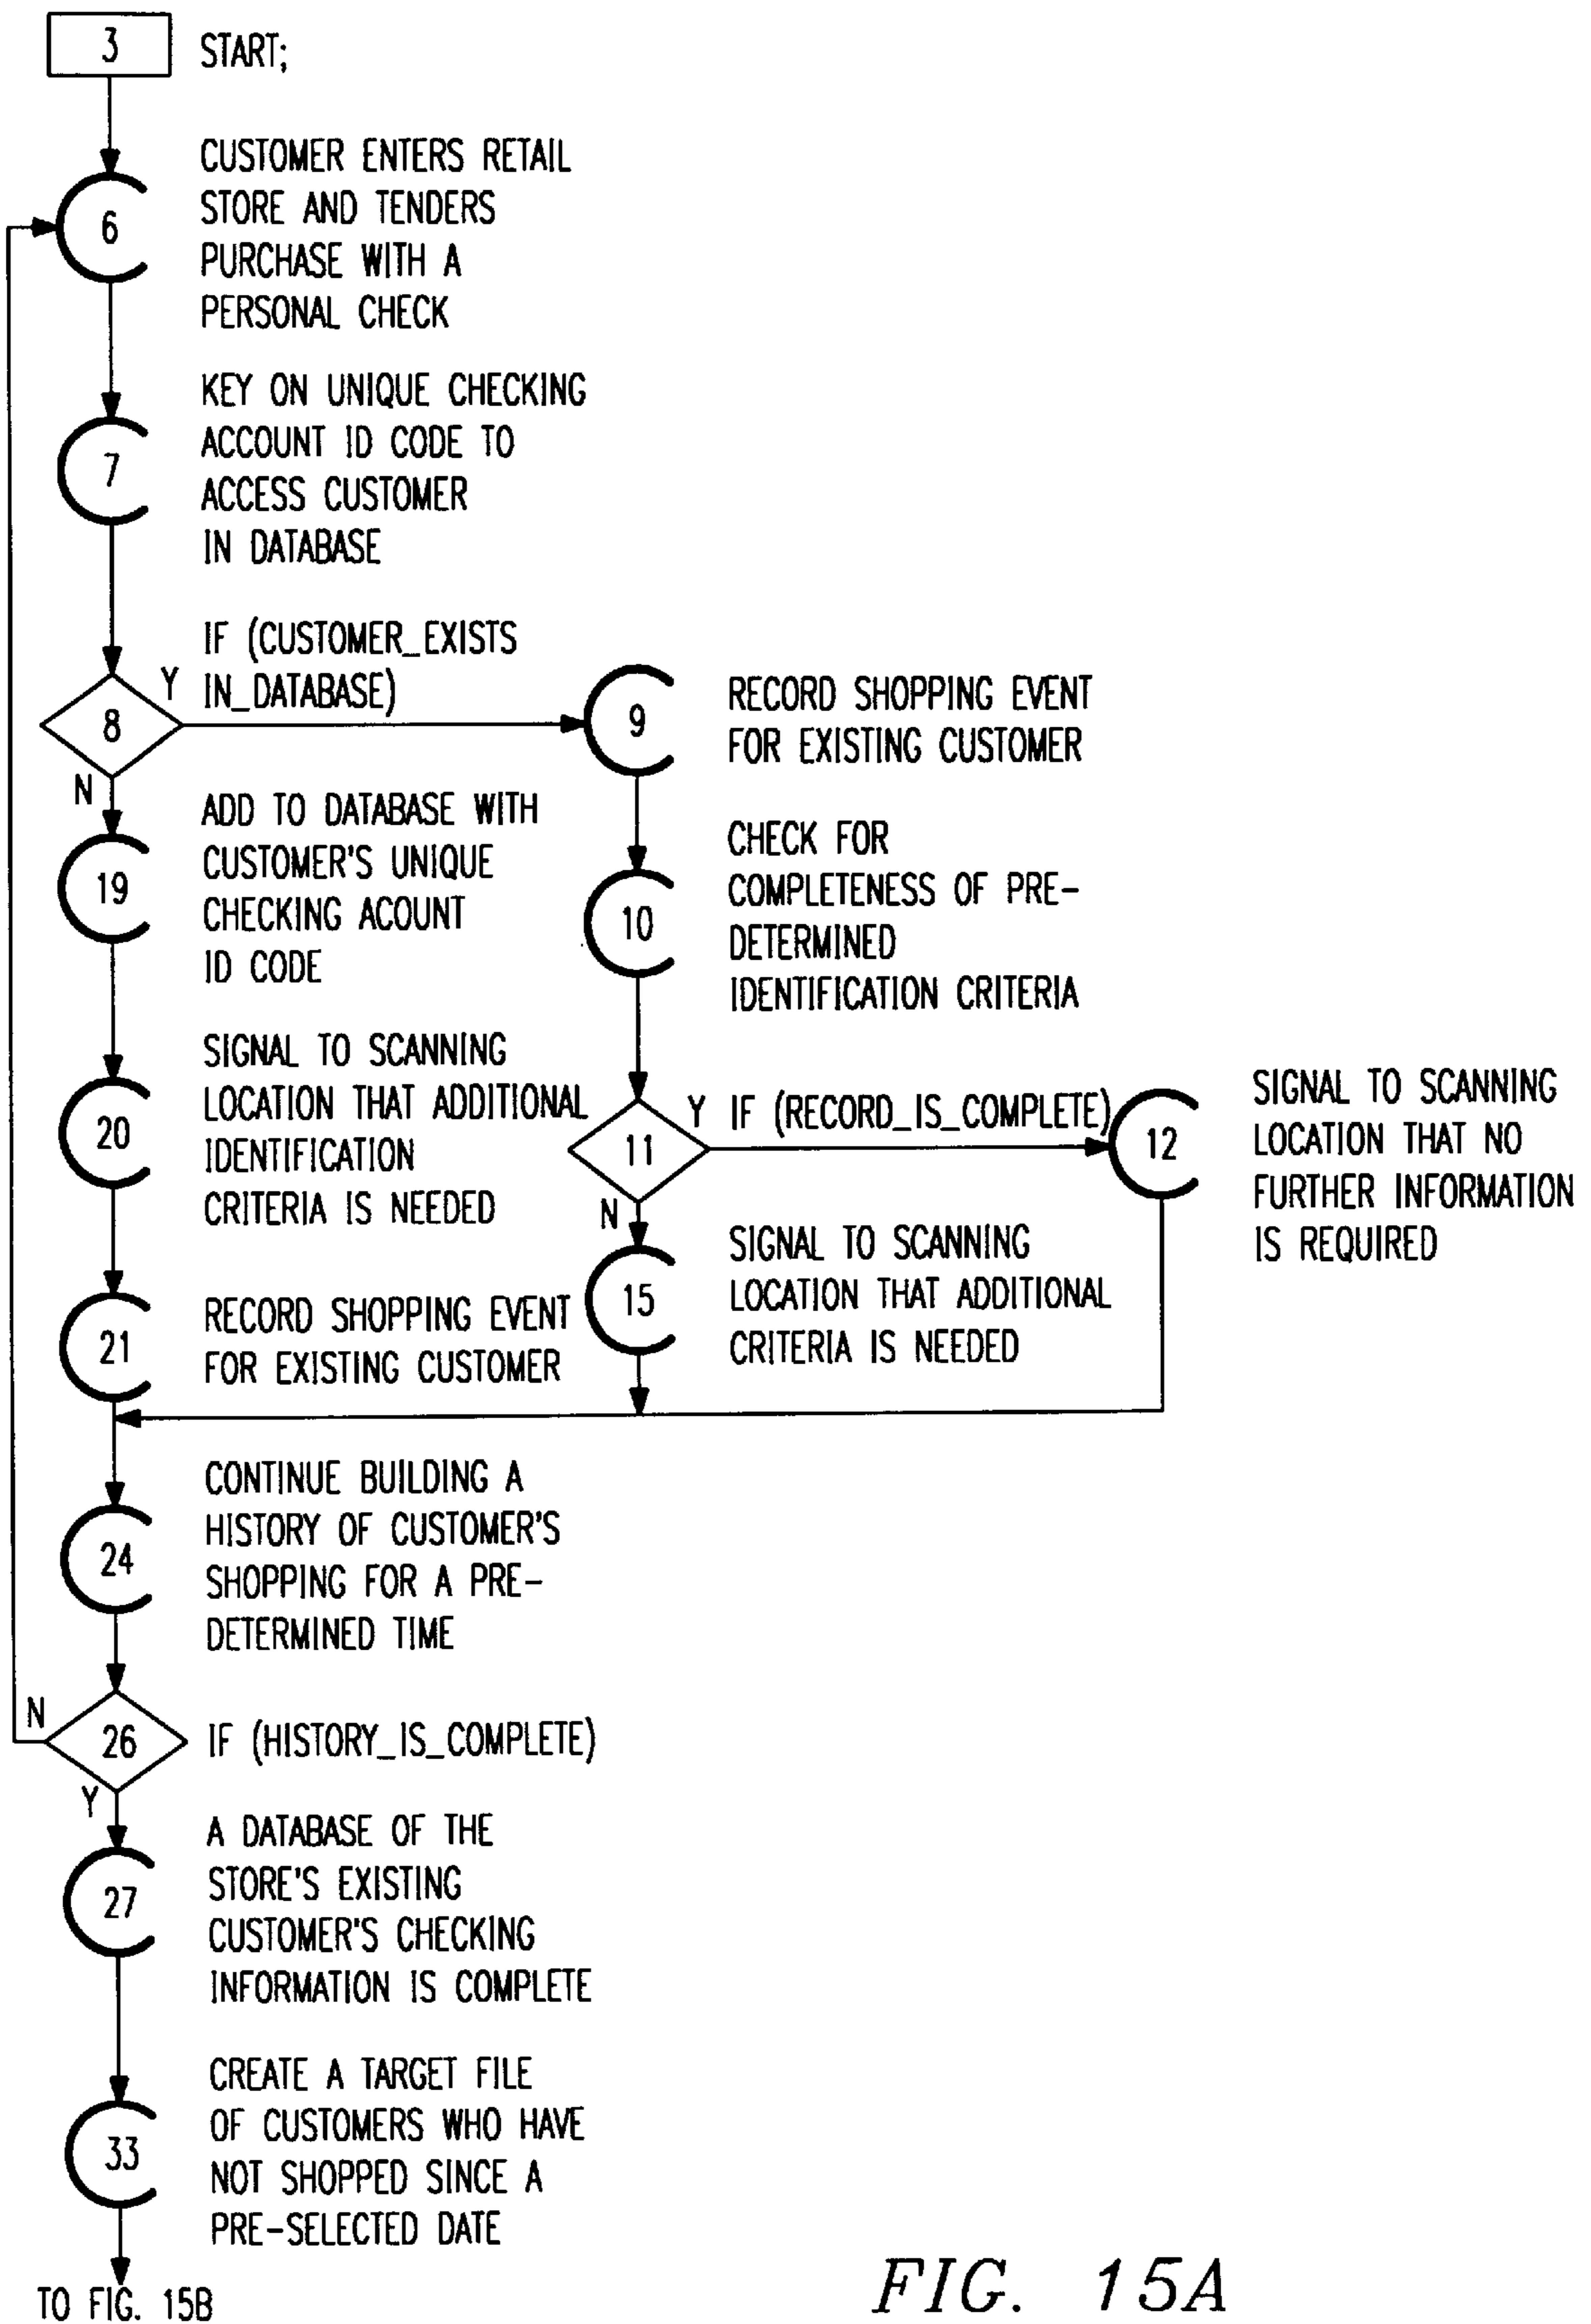 3 START;
6
CUSTOMER ENTERS RETAIL
STORE AND TENDERS
PURCHASE WITH A
PERSONAL CHECK
7
KEY ON UNIQUE CHECKING
ACCOUNT ID CODE TO
ACCESS CUSTOMER
IN DATABASE
8
IF (CUSTOMER_EXISTS
Y IN_DATABASE)
N
9
RECORD SHOPPING EVENT
FOR EXISTING CUSTOMER
19
ADD TO DATABASE WITH
CUSTOMER'S UNIQUE
CHECKING ACOUNT
ID CODE
10
CHECK FOR
COMPLETENESS OF PRE-
DETERMINED
IDENTIFICATION CRITERIA
20
SIGNAL TO SCANNING
LOCATION THAT ADDITIONAL
IDENTIFICATION
CRITERIA IS NEEDED
11
Y IF (RECORD_IS_COMPLETE)
N
12
SIGNAL TO SCANNING
LOCATION THAT NO
FURTHER INFORMATION
IS REQUIRED
15
SIGNAL TO SCANNING
LOCATION THAT ADDITIONAL
CRITERIA IS NEEDED
21
RECORD SHOPPING EVENT
FOR EXISTING CUSTOMER
24
CONTINUE BUILDING A
HISTORY OF CUSTOMER'S
SHOPPING FOR A PRE-
DETERMINED TIME
N
26 IF (HISTORY_IS_COMPLETE)
Y
27
A DATABASE OF THE
STORE'S EXISTING
CUSTOMER'S CHECKING
INFORMATION IS COMPLETE
33
CREATE A TARGET FILE
OF CUSTOMERS WHO HAVE
NOT SHOPPED SINCE A
PRE-SELECTED DATE
TO FIG. 15B
FIG. 15A